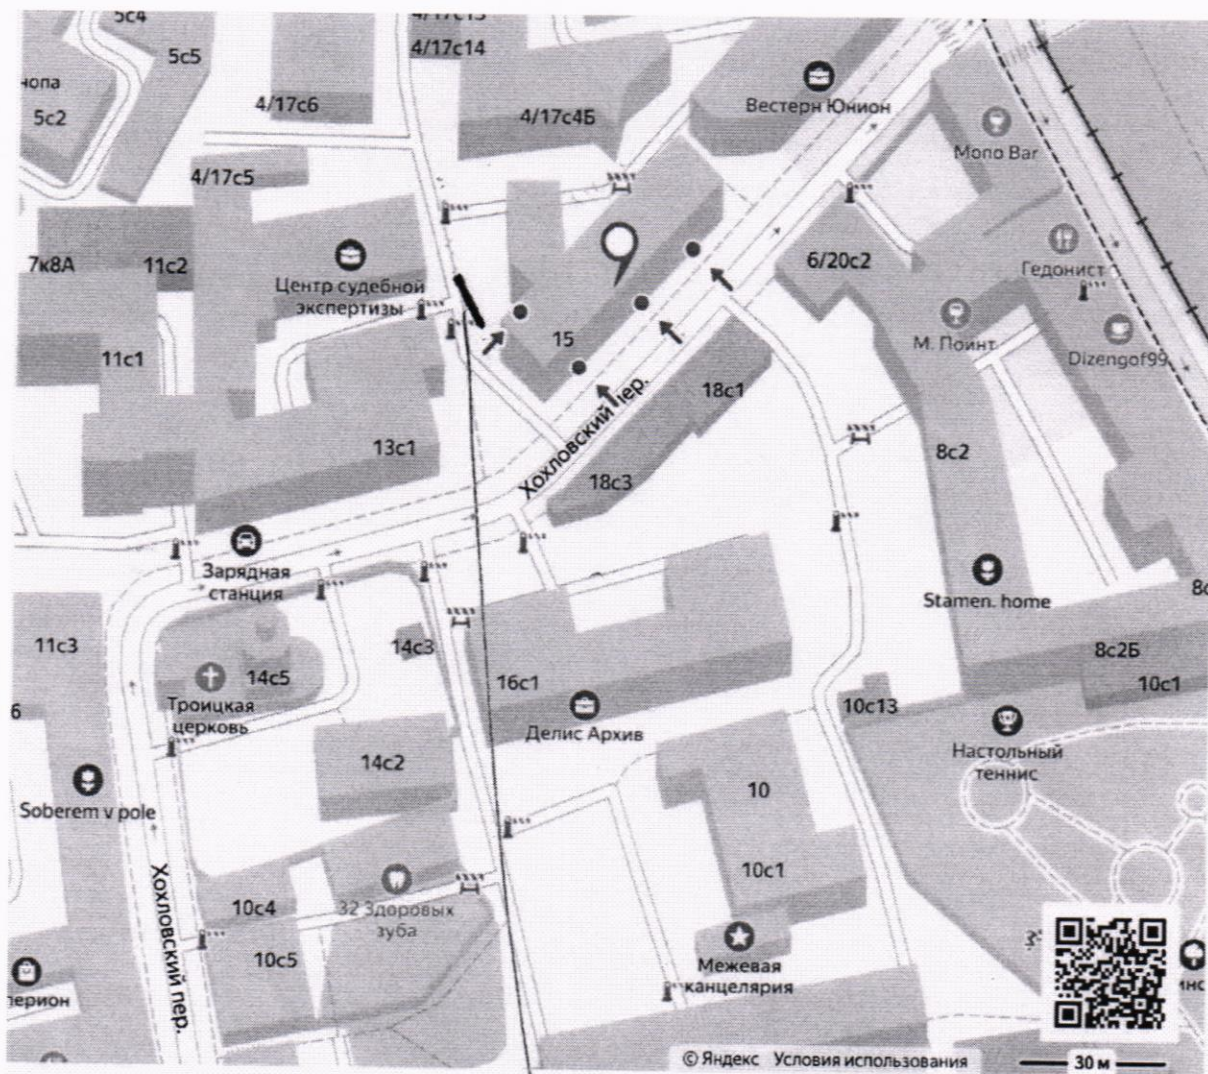 5с4
5с5
5с2
4/17с6
4/17с14
4/17с4Б
Вестерн Юнион
Mono Bar
4/17с5
7к8А
11с2
Центр судебной
экспертизы
6/20с2
Гедонист
М. Поинт
Dizengof99
11с1
15
18с1
13с1
Хохловский пер.
18с3
8с2
Зарядная
станция
Stamen. home
11с3
14с3
14с5
Троицкая
церковь
16с1
Делис Архив
8с2Б
10с1
10с13
Настольный
теннис
14с2
10
Soberem v pole
10с1
Хохловский пер.
10с4
32 Здоровых
зуба
10с5
Межевая
канцелярия
© Яндекс Условия использования
30 м